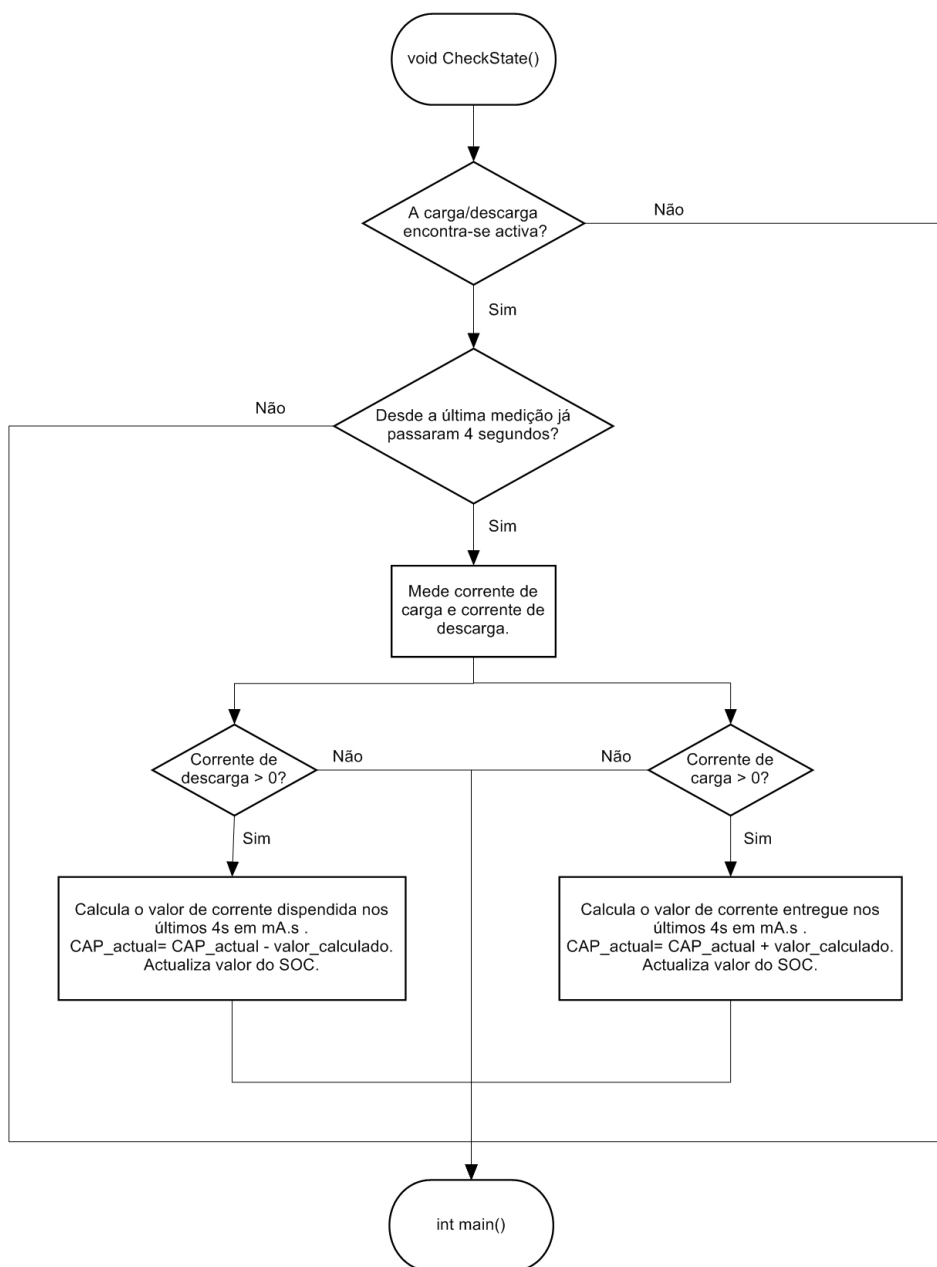 void CheckState()
A carga/descarga
encontra-se activa?
Não
Sim
Desde a última medição já
passaram 4 segundos?
Não
Sim
Mede corrente de
carga e corrente de
descarga.
Corrente de
descarga > 0?
Não
Não
Corrente de
carga > 0?
Sim
Sim
Calcula o valor de corrente dispendida nos
últimos 4s em mA.s .
CAP_actual= CAP_actual - valor_calculado.
Actualiza valor do SOC.
Calcula o valor de corrente entregue nos
últimos 4s em mA.s .
CAP_actual= CAP_actual + valor_calculado.
Actualiza valor do SOC.
int main()